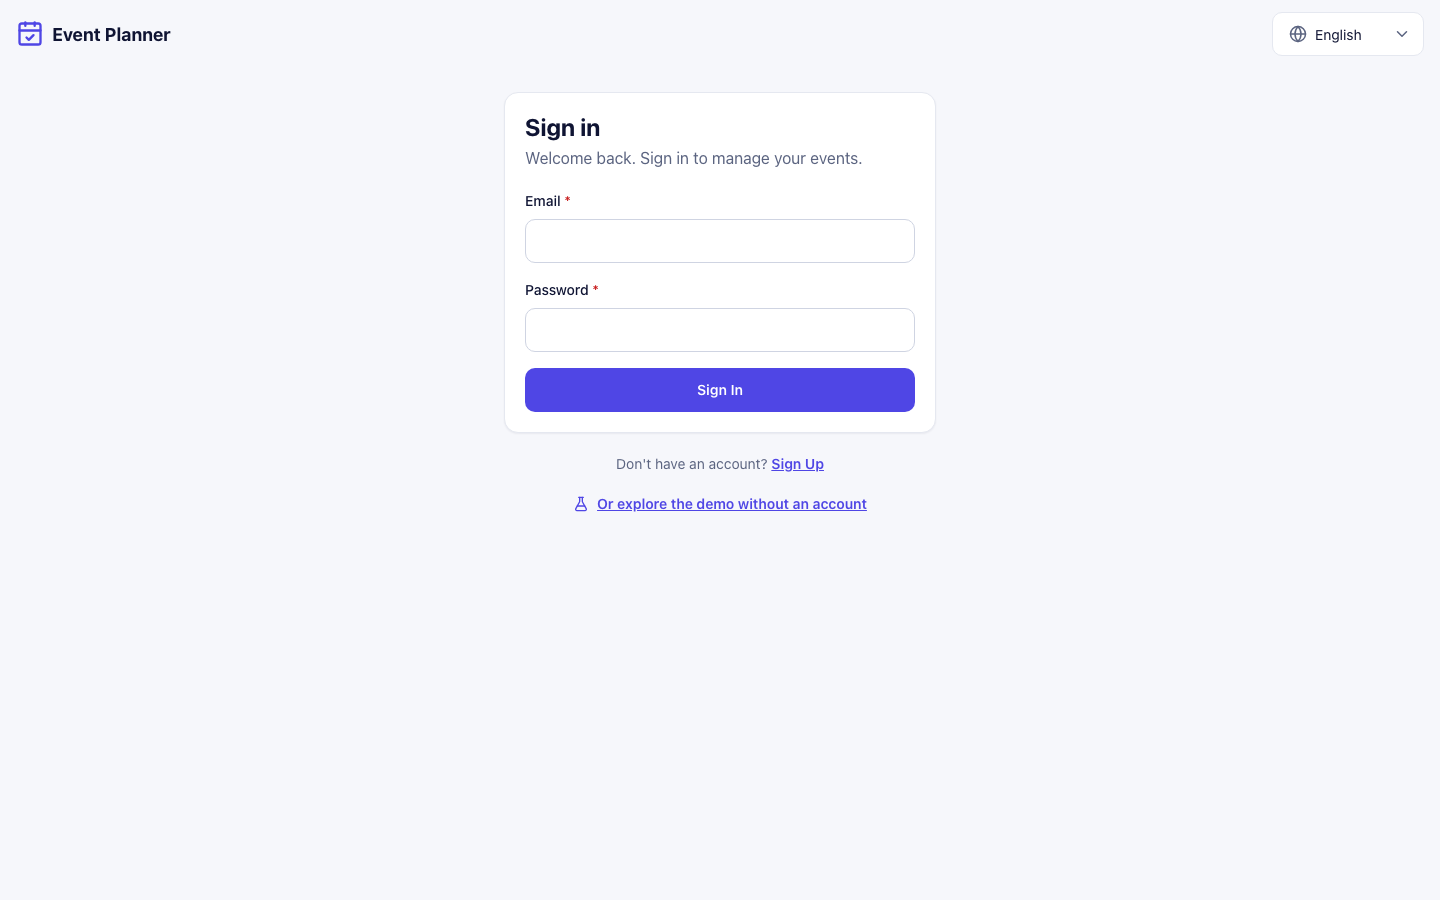 Event Planner
English
Sign in
Welcome back. Sign in to manage your events.
Email *
Password *
Sign In
Don't have an account? Sign Up
Or explore the demo without an account